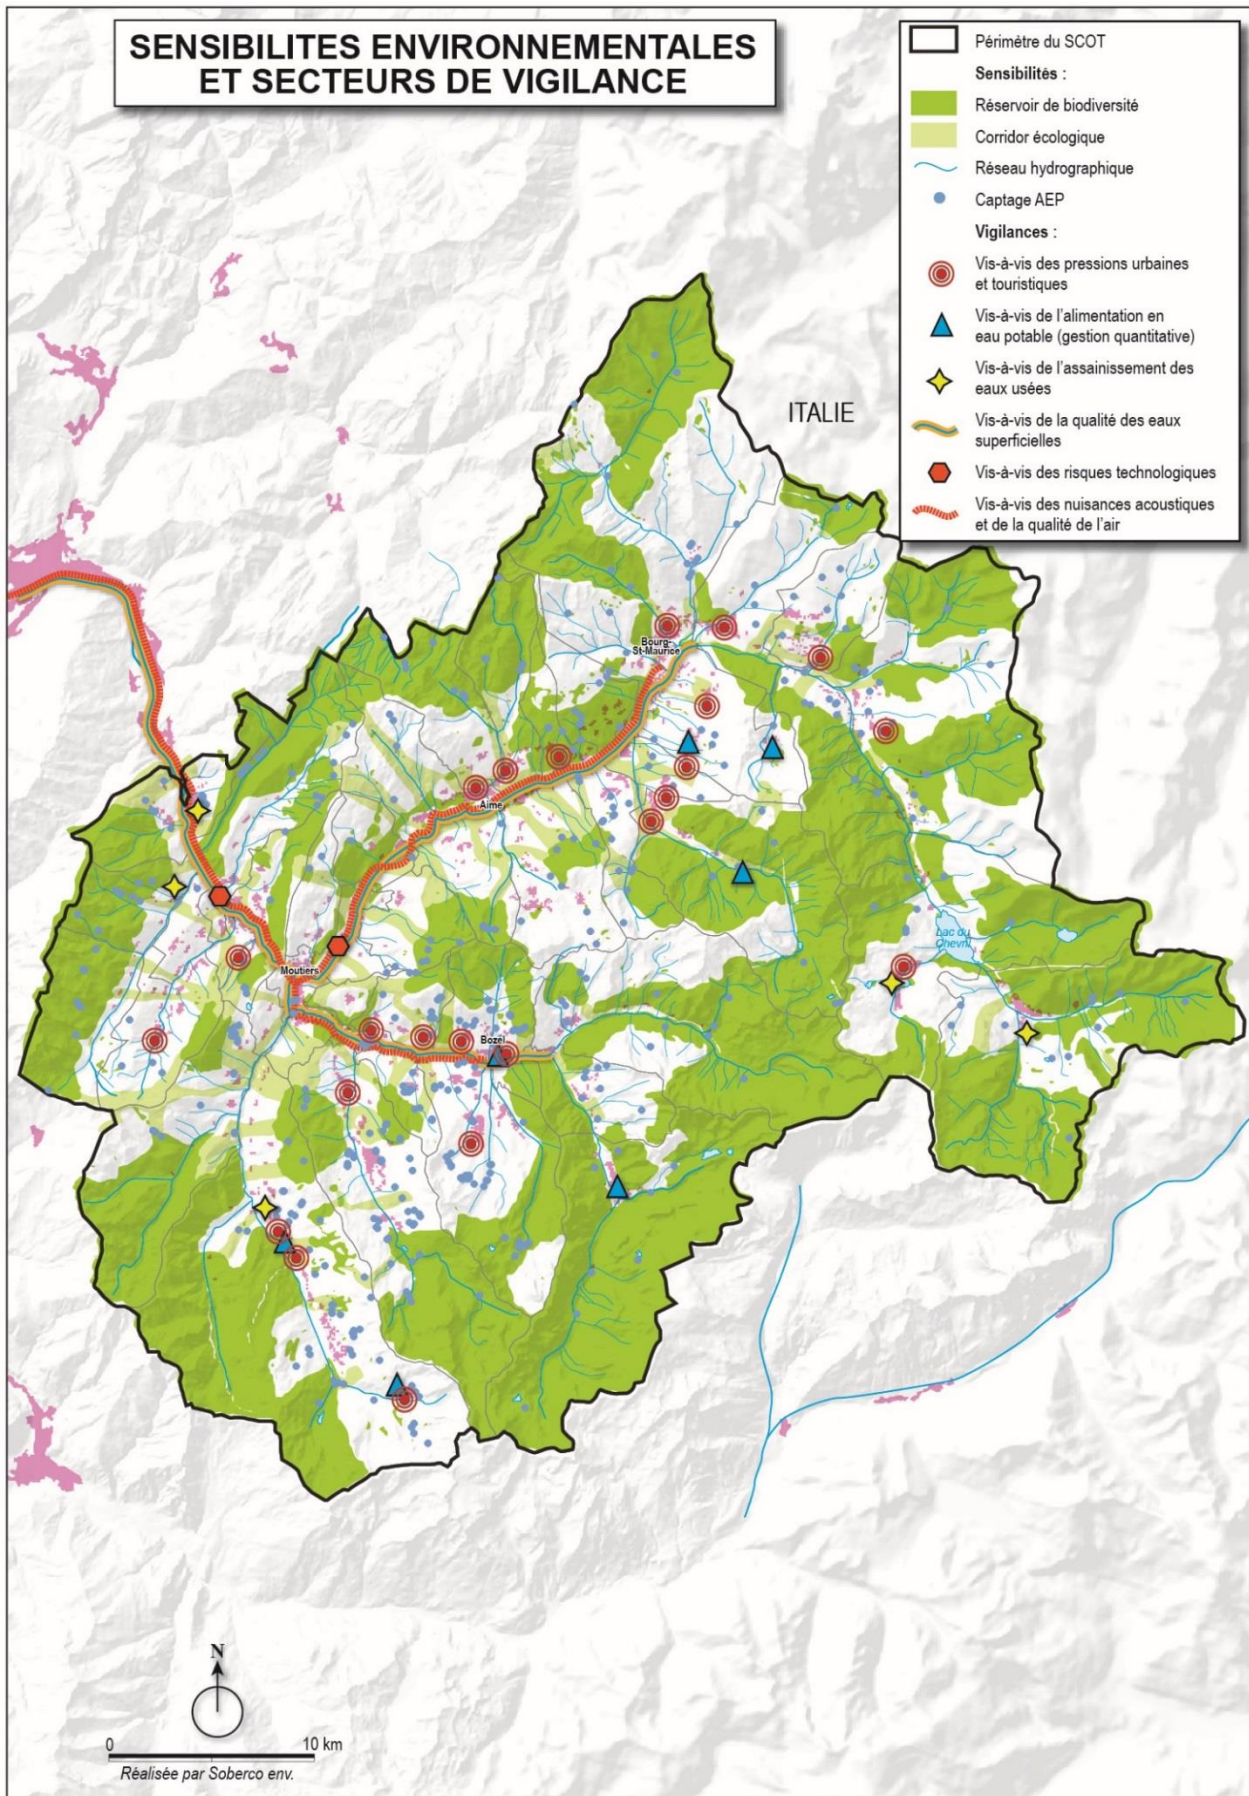 SENSIBILITES ENVIRONNEMENTALES
ET SECTEURS DE VIGILANCE
Périmètre du SCOT
Sensibilités :
Réservoir de biodiversité
Corridor écologique
Réseau hydrographique
Captage AEP
Vigilances :
Vis-à-vis des pressions urbaines
et touristiques
Vis-à-vis de l'alimentation en
eau potable (gestion quantitative)
Vis-à-vis de l'assainissement des
eaux usées
Vis-à-vis de la qualité des eaux
superficielles
Vis-à-vis des risques technologiques
Vis-à-vis des nuisances acoustiques
et de la qualité de l'air
ITALIE
Bourg-
St-Maurice
Aime
Lac du
Chevril
Moutiers
Bozel
N
0 10 km
Réalisée par Soberco env.